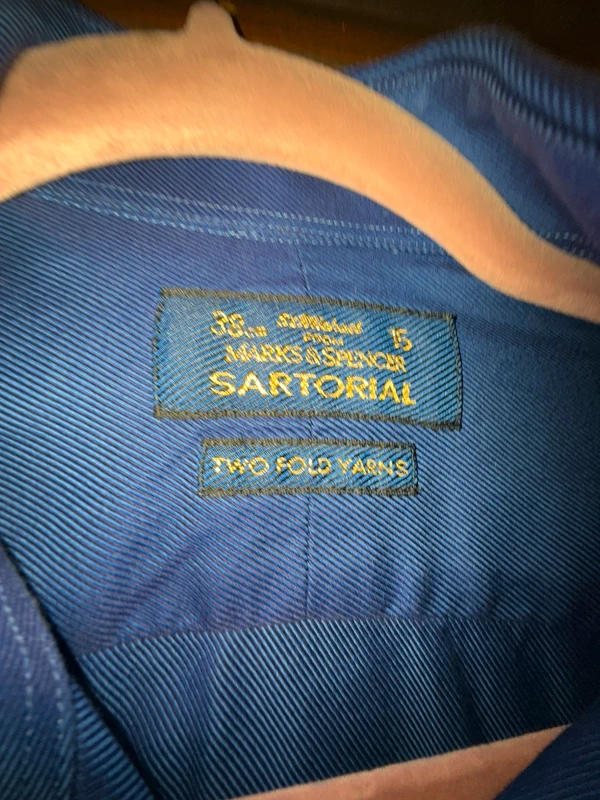 38cm St Michael 15
FROM
MARKS & SPENCER
SARTORIAL
TWO FOLD YARNS